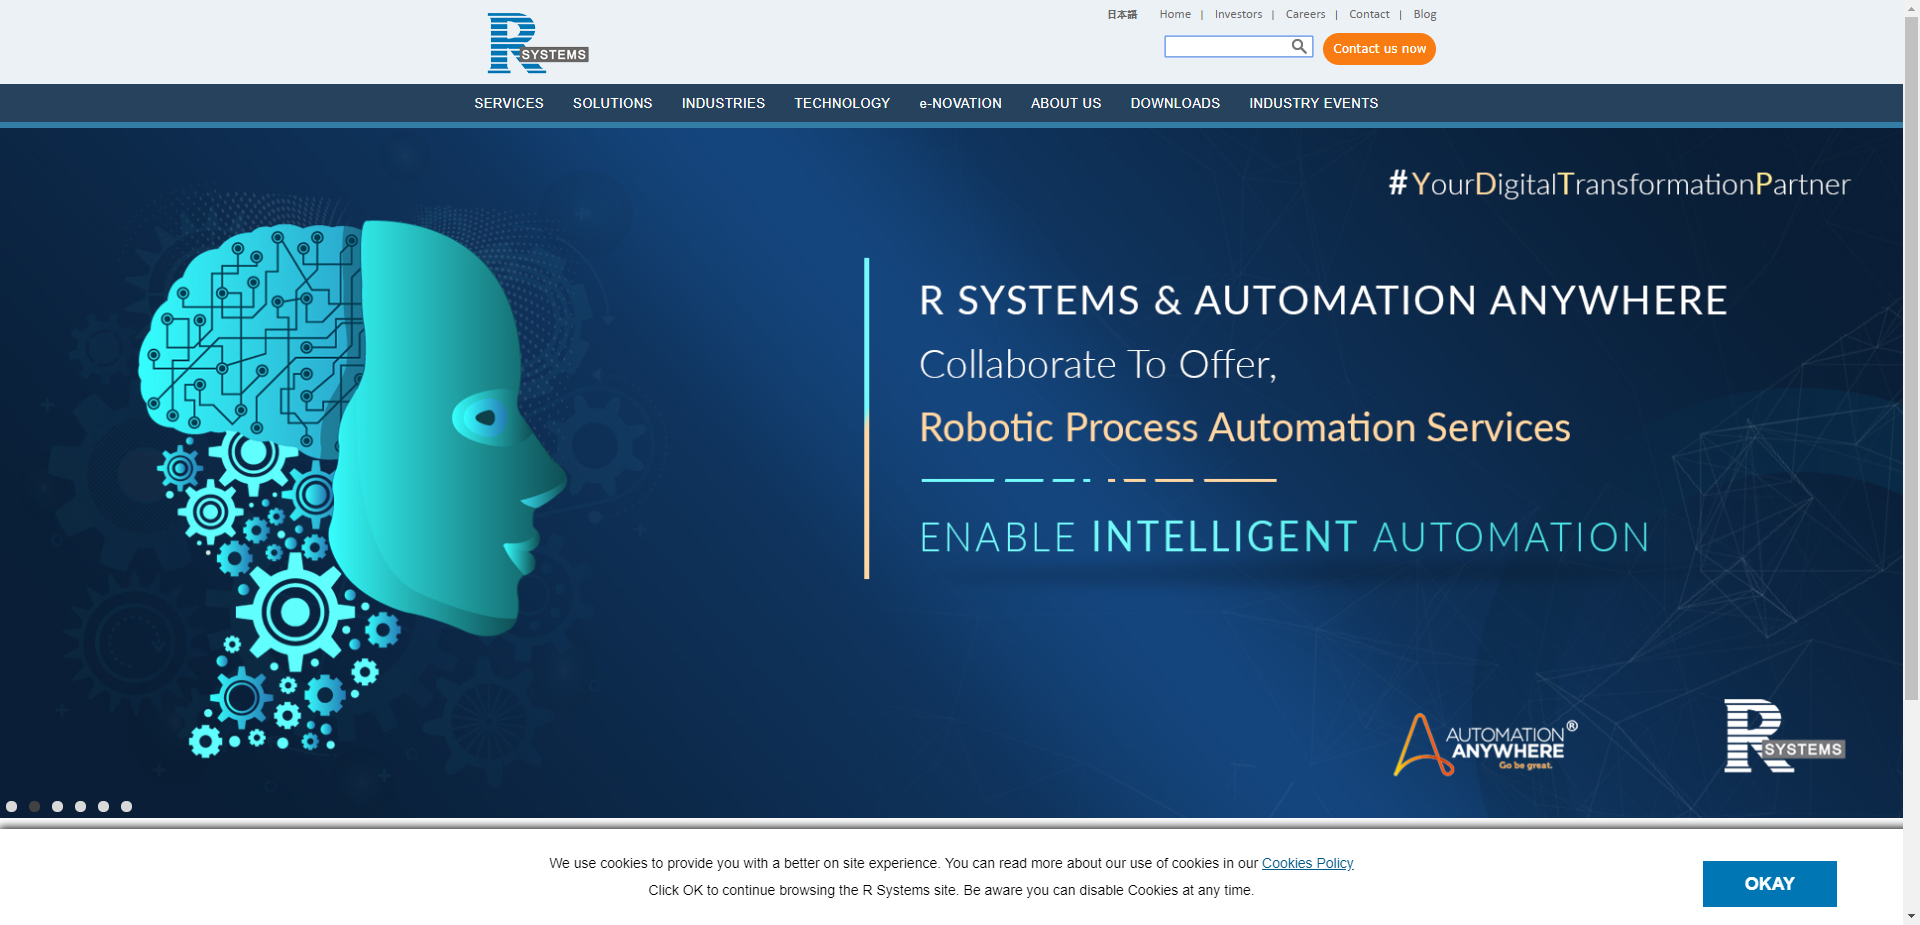 R SYSTEMS
日本語 Home | Investors | Careers | Contact | Blog
Contact us now
SERVICES SOLUTIONS INDUSTRIES TECHNOLOGY e-NOVATION ABOUT US DOWNLOADS INDUSTRY EVENTS
#YourDigitalTransformationPartner
R SYSTEMS & AUTOMATION ANYWHERE
Collaborate To Offer,
Robotic Process Automation Services
ENABLE INTELLIGENT AUTOMATION
AUTOMATION®
ANYWHERE
Go be great.
R SYSTEMS
We use cookies to provide you with a better on site experience. You can read more about our use of cookies in our Cookies Policy
Click OK to continue browsing the R Systems site. Be aware you can disable Cookies at any time.
OKAY